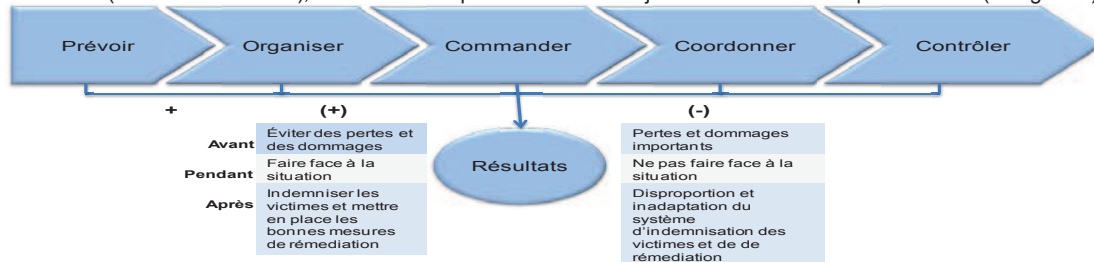 Prévoir Organiser Commander Coordonner Contrôler
+ (+) (-)
Avant
Éviter des pertes et
des dommages
Pendant
Faire face à la
situation
Après
Indemniser les
victimes et mettre
en place les
bonnes mesures
de rémediation
Résultats
Pertes et dommages
importants
Ne pas faire face à la
situation
Disproportion et
inadaptation du
système
d'indemnisation des
victimes et de de
rémediation